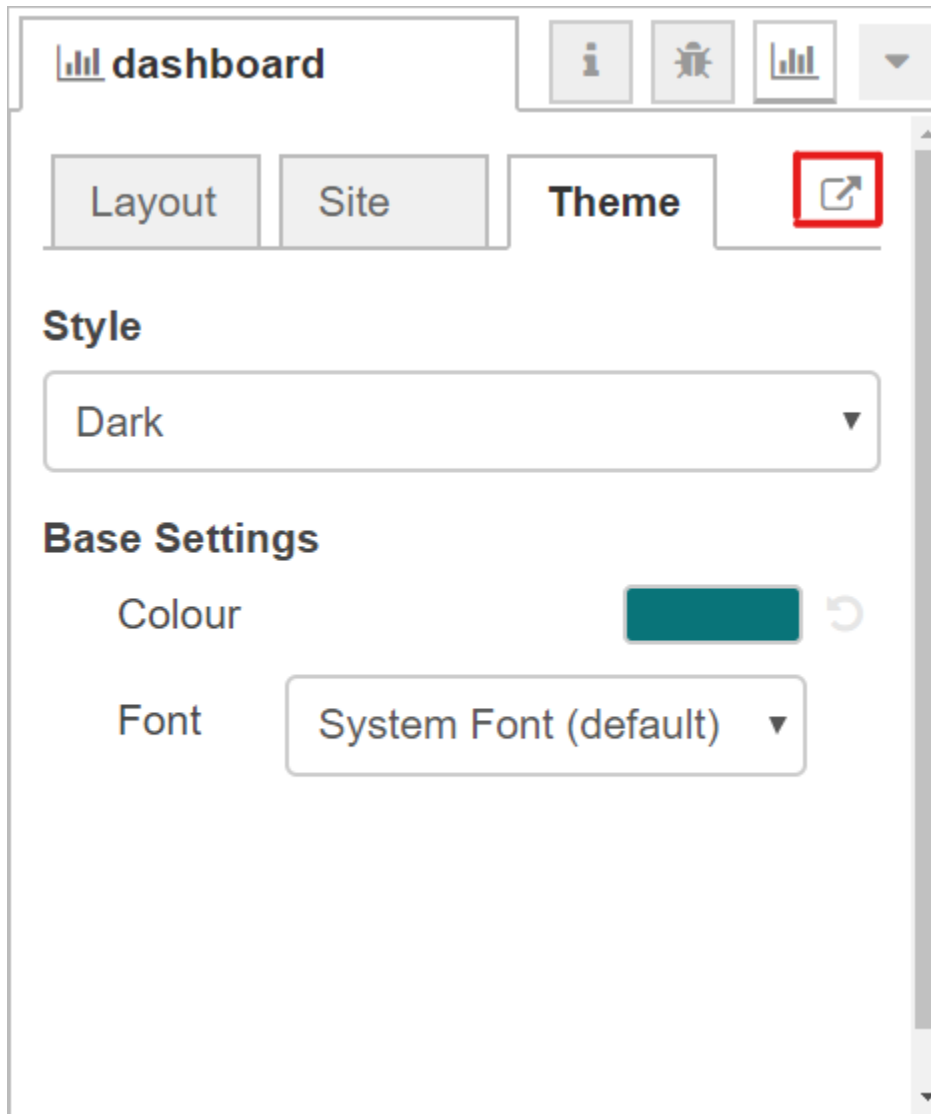 dashboard
Layout Site Theme
Style
Dark
Base Settings
Colour
Font System Font (default)